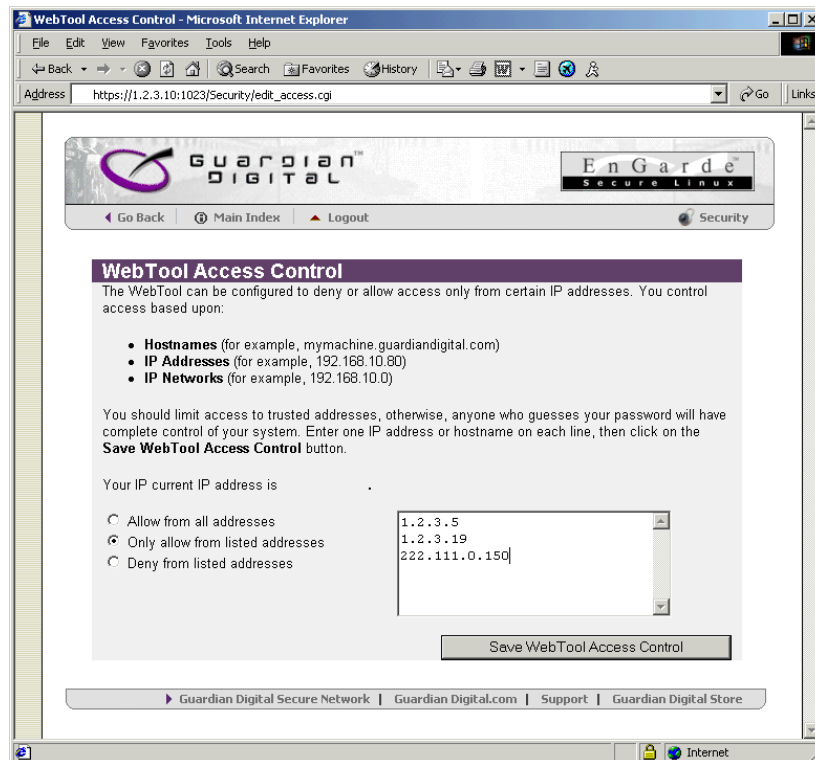 WebTool Access Control - Microsoft Internet Explorer
File Edit View Favorites Tools Help
Back Search Favorites History
Address https://1.2.3.10:1023/Security/edit_access.cgi Go Links
Guardian™ Digital
EnGarde™
Secure Linux
Go Back Main Index Logout Security
WebTool Access Control
The WebTool can be configured to deny or allow access only from certain IP addresses. You control
access based upon:
• Hostnames (for example, mymachine.guardiandigital.com)
• IP Addresses (for example, 192.168.10.80)
• IP Networks (for example, 192.168.10.0)
You should limit access to trusted addresses, otherwise, anyone who guesses your password will have
complete control of your system. Enter one IP address or hostname on each line, then click on the
Save WebTool Access Control button.
Your IP current IP address is .
Allow from all addresses
Only allow from listed addresses
Deny from listed addresses
1.2.3.5
1.2.3.19
222.111.0.150
Save WebTool Access Control
Guardian Digital Secure Network | Guardian Digital.com | Support | Guardian Digital Store
Internet